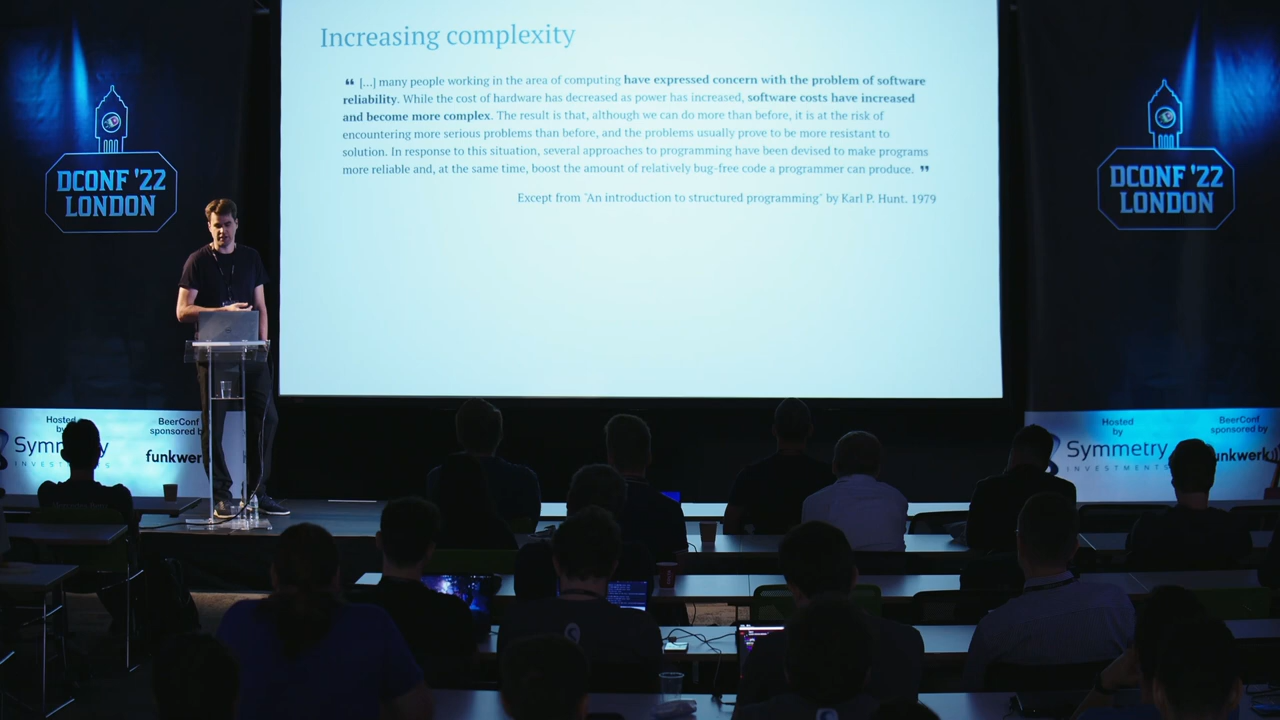 Increasing complexity
❝ [...] many people working in the area of computing have expressed concern with the problem of software
reliability. While the cost of hardware has decreased as power has increased, software costs have increased
and become more complex. The result is that, although we can do more than before, it is at the risk of
encountering more serious problems than before, and the problems usually prove to be more resistant to
solution. In response to this situation, several approaches to programming have been devised to make programs
more reliable and, at the same time, boost the amount of relatively bug-free code a programmer can produce. ❞
Except from "An introduction to structured programming" by Karl P. Hunt. 1979
DCONF '22
LONDON
DCONF '22
LONDON
Hosted
by
Symmetry
INVESTMENTS
BeerConf
sponsored by
funkwerk
Hosted
by
Symmetry
INVESTMENTS
BeerConf
sponsored by
funkwerk